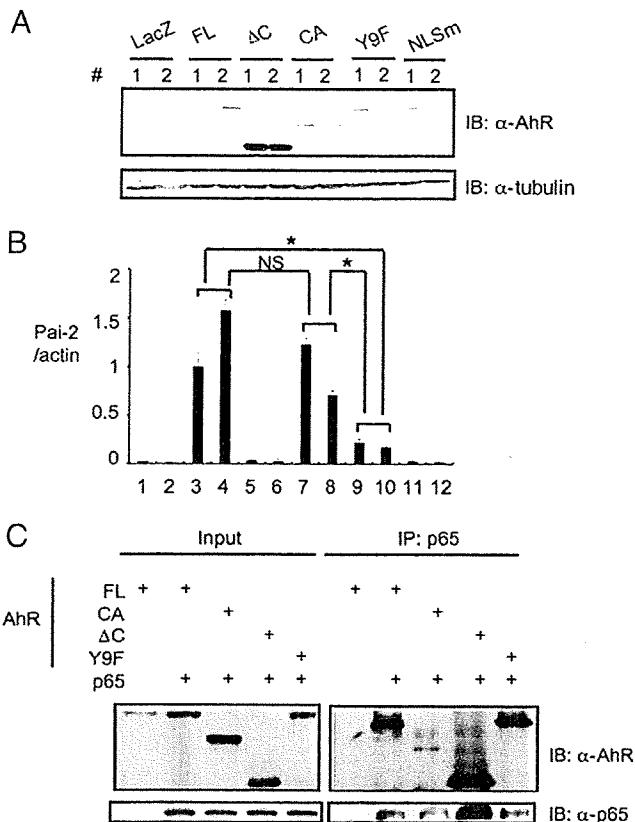 A
LacZ FL ΔC CA Y9F NLSm
# 1 2 1 2 1 2 1 2 1 2 1 2
IB: α-AhR
IB: α-tubulin
B
*
NS *
2
1.5
1
0.5
0
Pai-2
/actin
1 2 3 4 5 6 7 8 9 10 11 12
C
Input IP: p65
AhR
FL + + + +
CA + +
ΔC + +
Y9F + +
p65 + + + + + + + +
IB: α-AhR
IB: α-p65